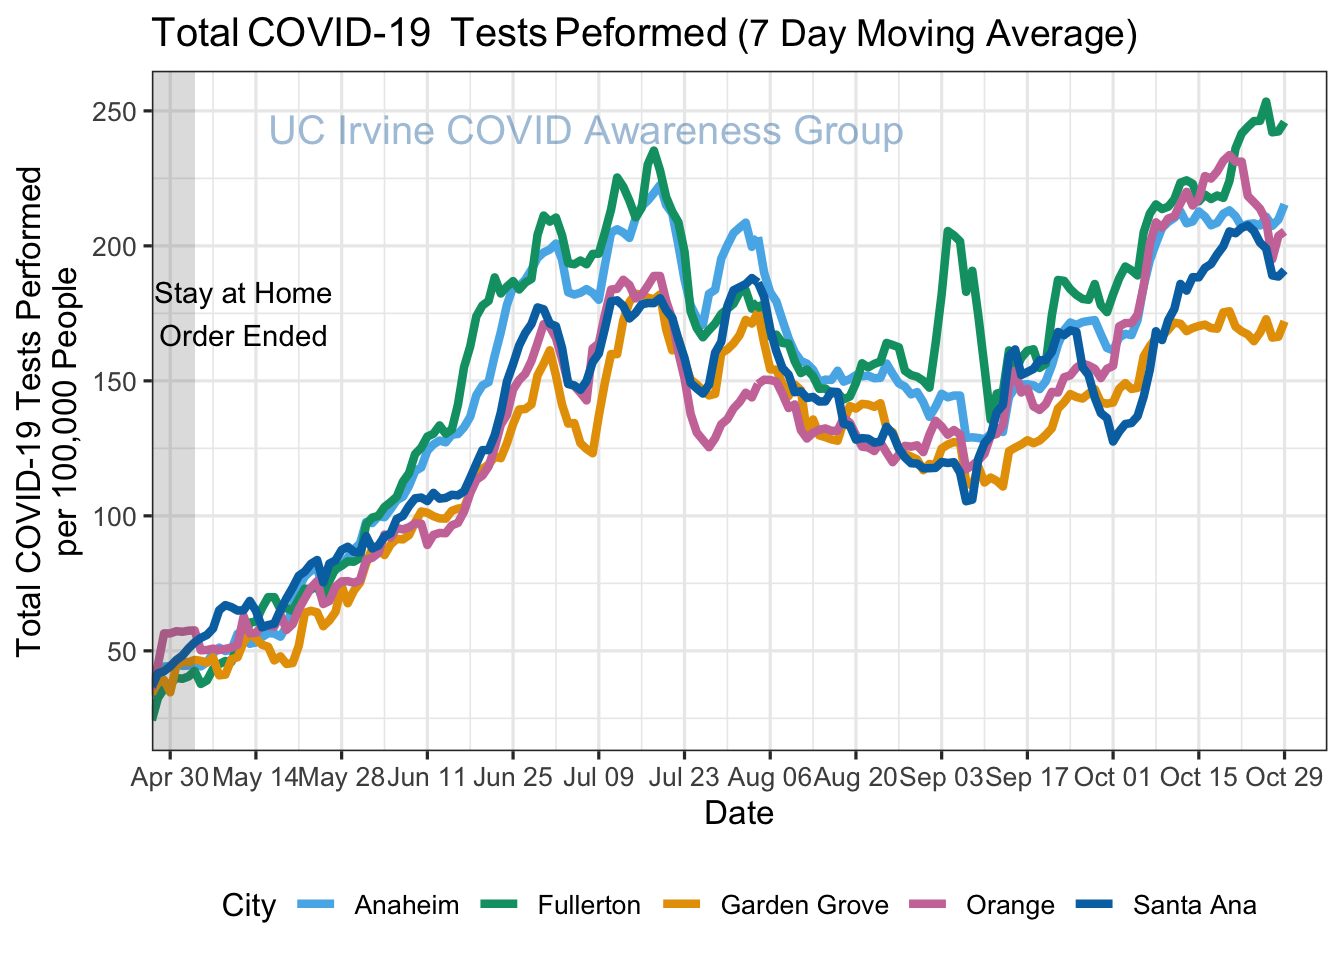 Total COVID-19  Tests Peformed (7 Day Moving Average)
UC Irvine COVID Awareness Group
Stay at Home
Order Ended
Total COVID-19 Tests Performed
per 100,000 People
250
200
150
100
50
Apr 30 May 14 May 28 Jun 11 Jun 25 Jul 09 Jul 23 Aug 06 Aug 20 Sep 03 Sep 17 Oct 01 Oct 15 Oct 29
Date
City Anaheim Fullerton Garden Grove Orange Santa Ana